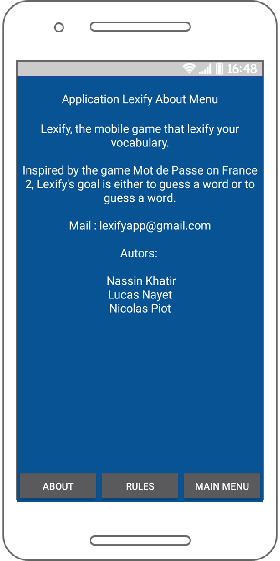 16:48
Application Lexify About Menu
Lexify, the mobile game that lexify your
vocabulary.
Inspired by the game Mot de Passe on France
2, Lexify's goal is either to guess a word or to
guess a word.
Mail : lexifyapp@gmail.com
Autors:
Nassin Khatir
Lucas Nayet
Nicolas Piot
ABOUT RULES MAIN MENU